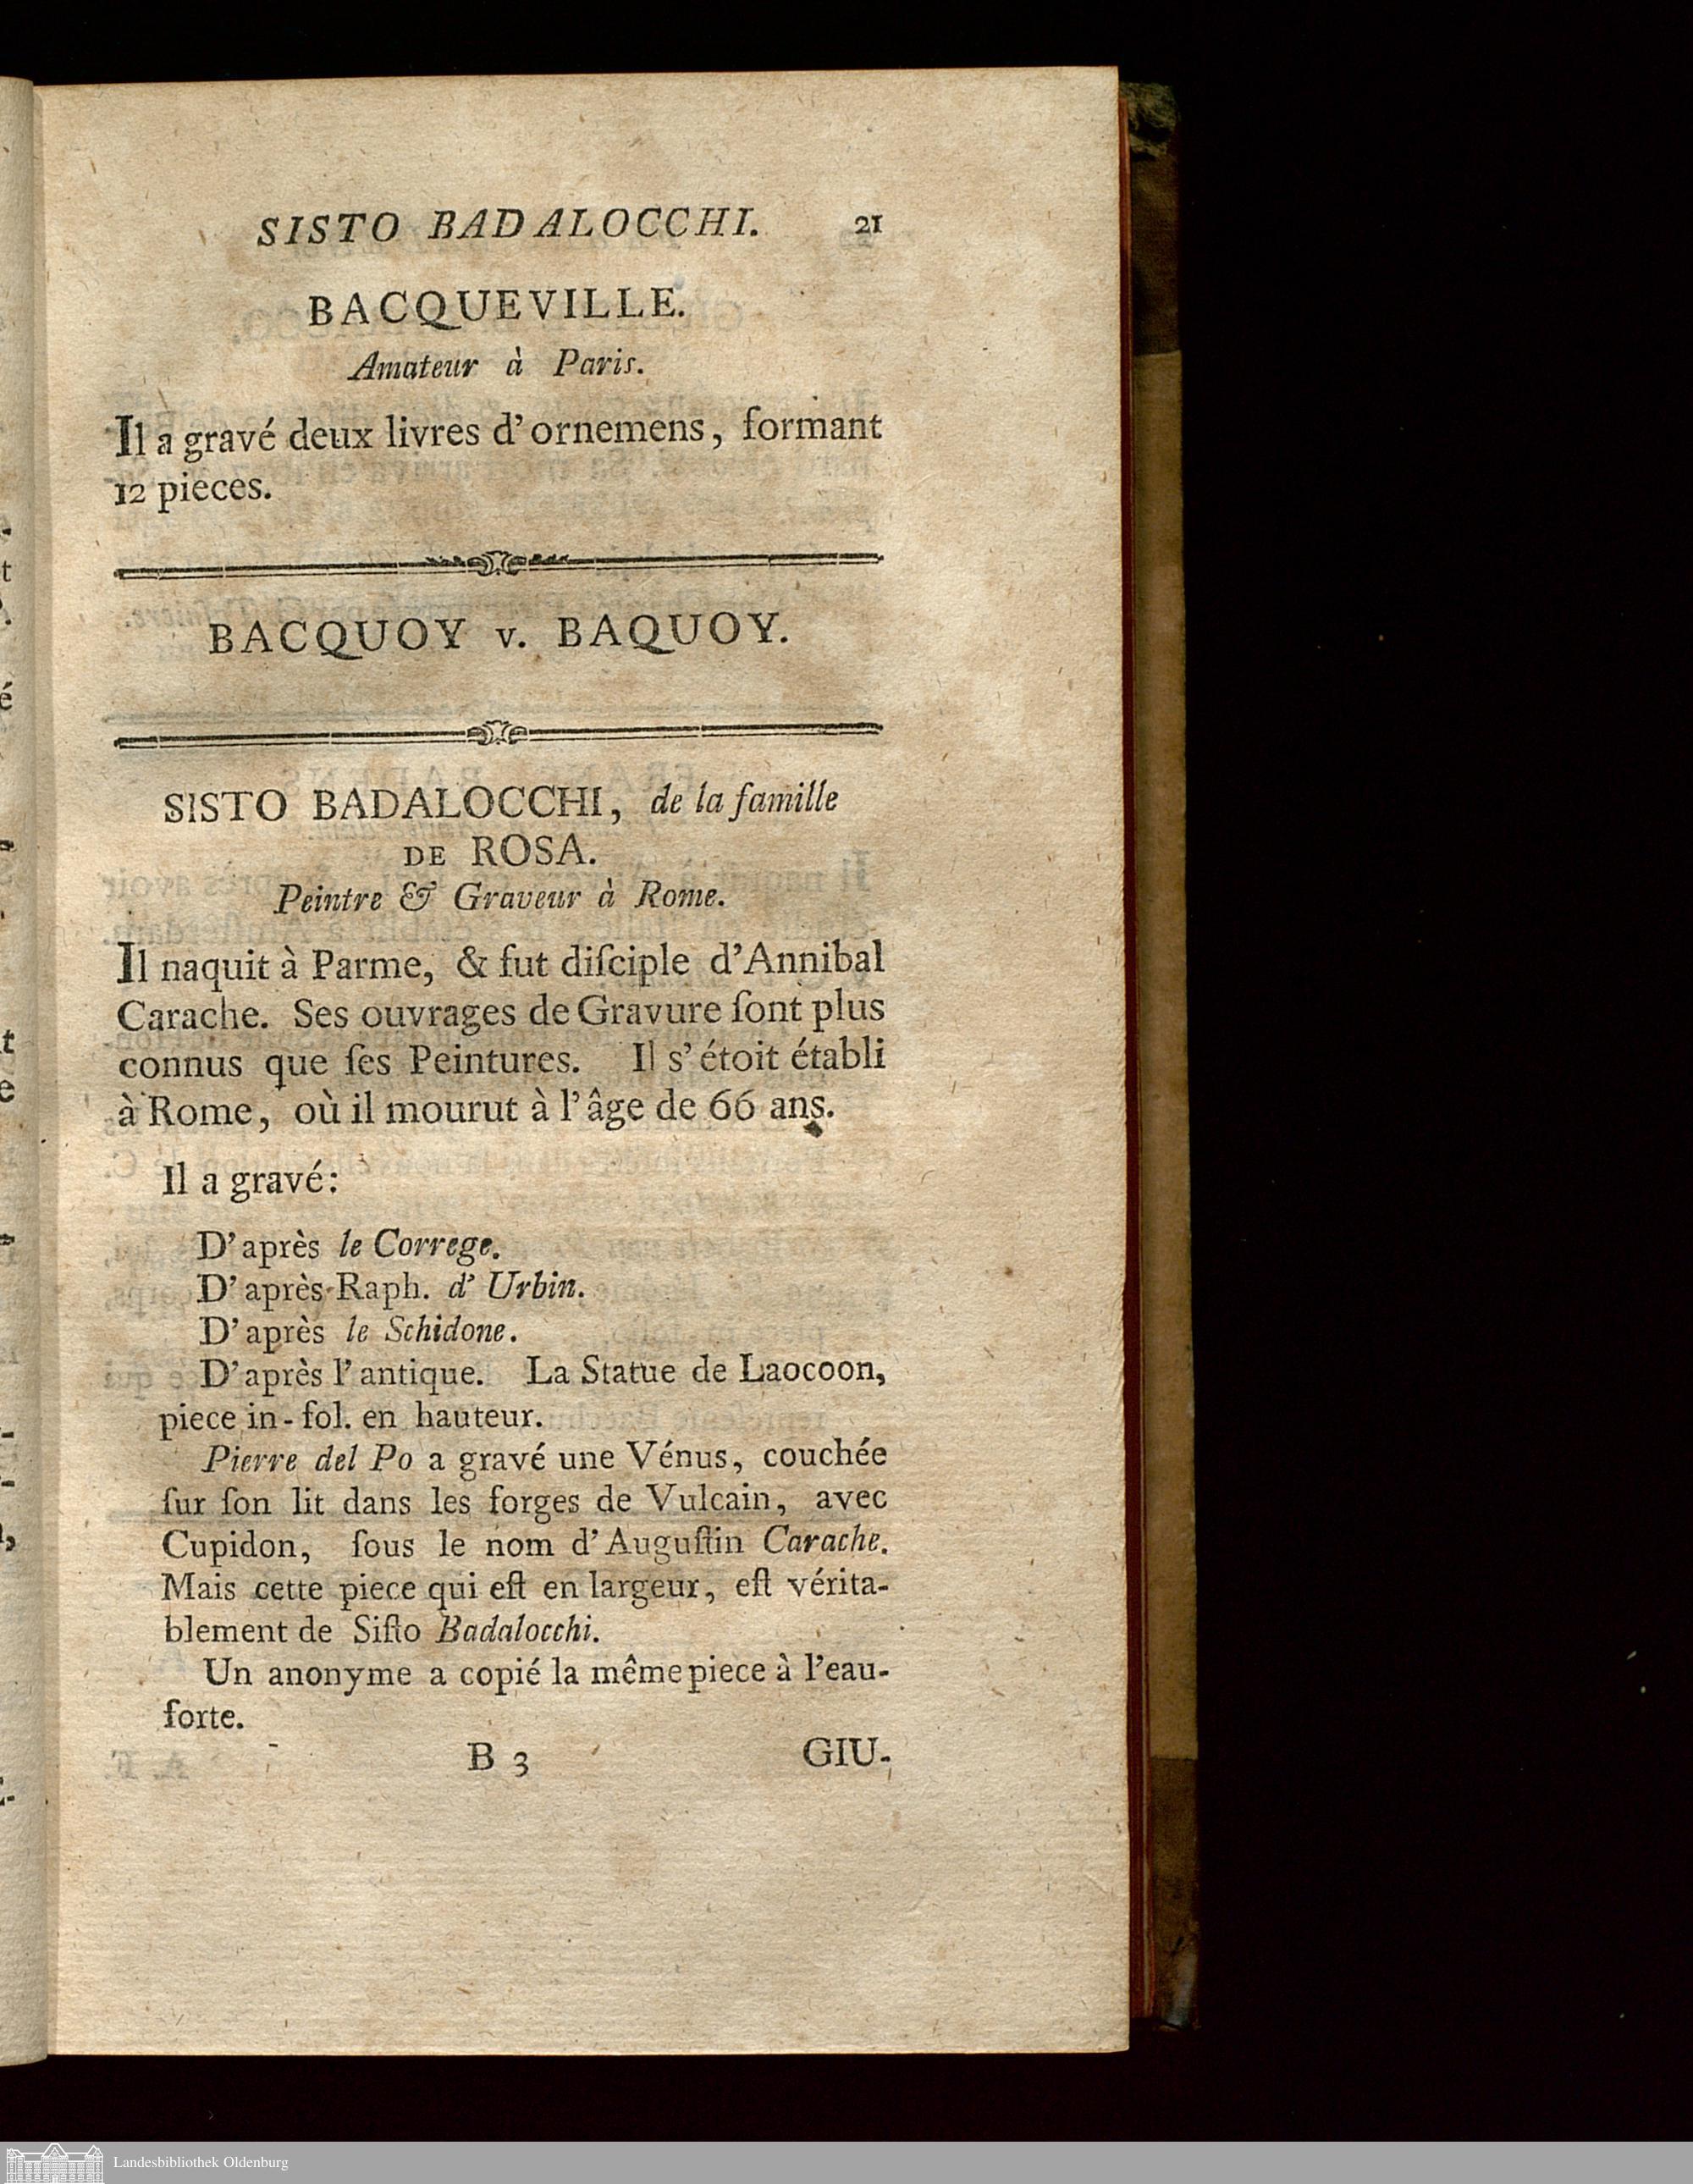 SISTO BADALOCCHI. 21
BACQUEVILLE.
Amateur à Paris.
Il a gravé deux livres d'ornemens, formant
12 pieces.
BACQUOY v. BAQUOY.
SISTO BADALOCCHI, de la famille
DE ROSA.
Peintre & Graveur à Rome.
Il naquit à Parme, & fut diſciple d'Annibal
Carache. Ses ouvrages de Gravure ſont plus
connus que ſes Peintures. Il s'étoit établi
à Rome, où il mourut à l'âge de 66 ans.
Il a gravé:
D'après le Correge.
D'après Raph. d'Urbin.
D'après le Schidone.
D'après l'antique. La Statue de Laocoon,
piece in-fol. en hauteur.
Pierre del Po a gravé une Vénus, couchée
ſur ſon lit dans les forges de Vulcain, avec
Cupidon, ſous le nom d'Auguſtin Carache.
Mais cette piece qui eſt en largeur, eſt vérita-
blement de Siſto Badalocchi.
Un anonyme a copié la même piece à l'eau-
forte.
B 3 GIU-
Landesbibliothek Oldenburg